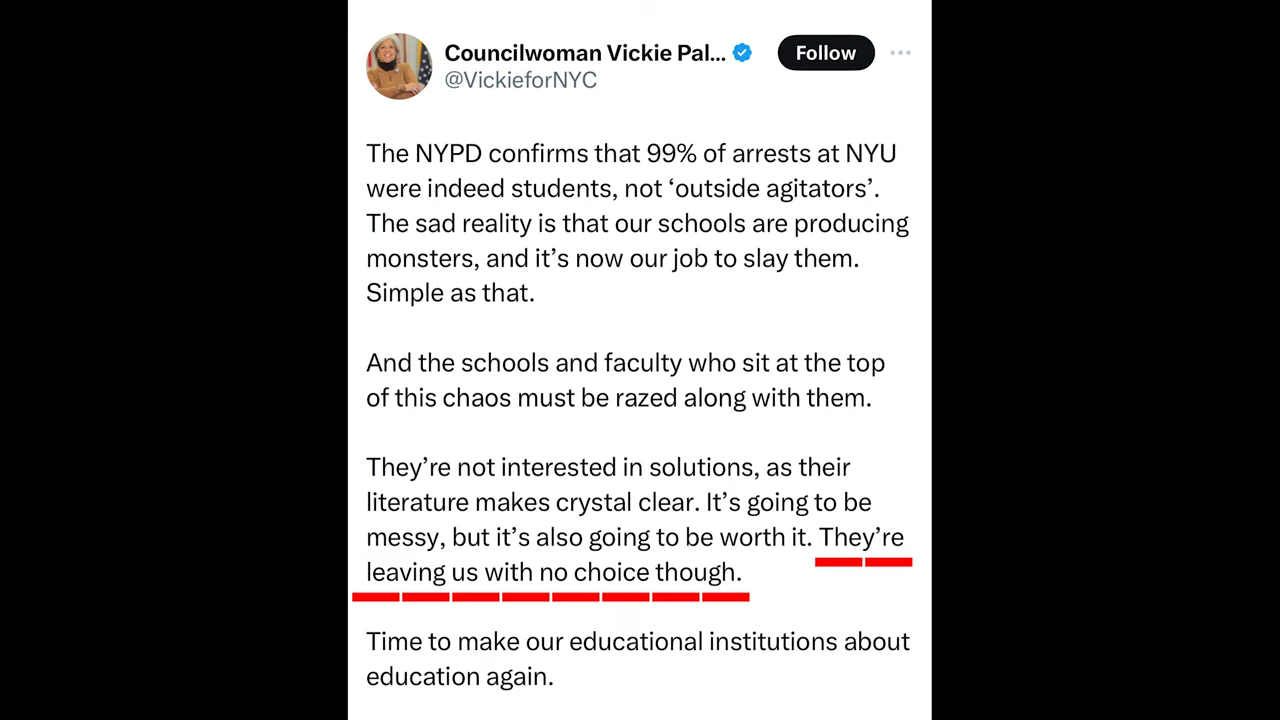 Councilwoman Vickie Pal...
Follow
@VickieforNYC
The NYPD confirms that 99% of arrests at NYU
were indeed students, not ‘outside agitators’.
The sad reality is that our schools are producing
monsters, and it’s now our job to slay them.
Simple as that.
And the schools and faculty who sit at the top
of this chaos must be razed along with them.
They’re not interested in solutions, as their
literature makes crystal clear. It’s going to be
messy, but it’s also going to be worth it. They’re
leaving us with no choice though.
Time to make our educational institutions about
education again.